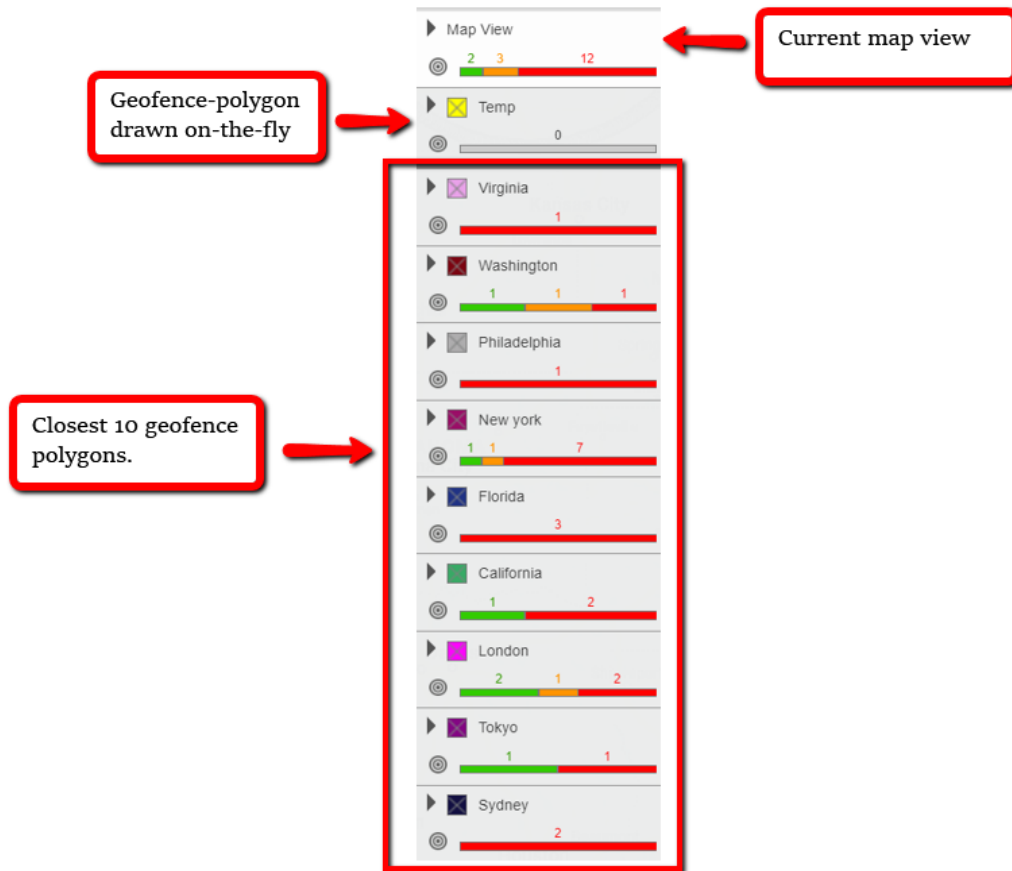 Map View
2 3 12
Current map view
Geofence-polygon
drawn on-the-fly
Temp
0
Closest 10 geofence
polygons.
Virginia
1
Washington
1 1 1
Philadelphia
1
New york
1 1 7
Florida
3
California
1 2
London
2 1 2
Tokyo
1 1
Sydney
2